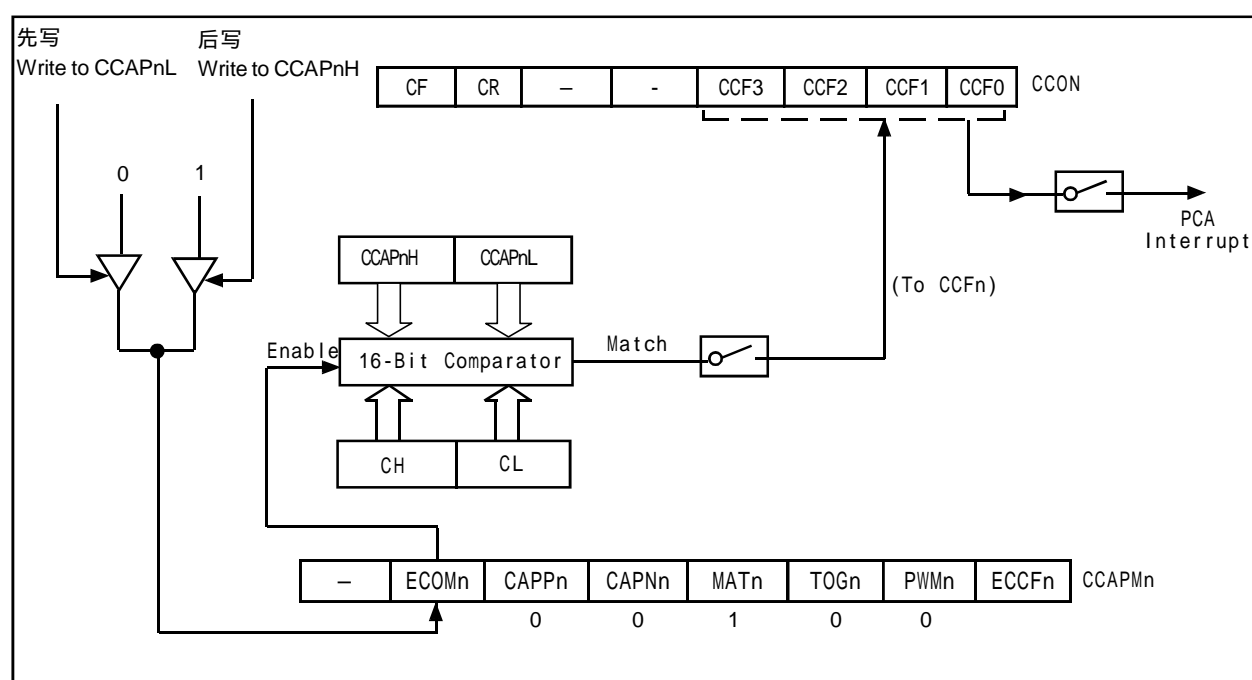 先写
Write to CCAPnL
后写
Write to CCAPnH
CF CR – - CCF3 CCF2 CCF1 CCF0 CCON
0 1
PCA
Interrupt
CCAPnH CCAPnL
(To CCFn)
Enable 16-Bit Comparator Match
CH CL
– ECOMn CAPPn CAPNn MATn TOGn PWMn ECCFn CCAPMn
0 0 1 0 0